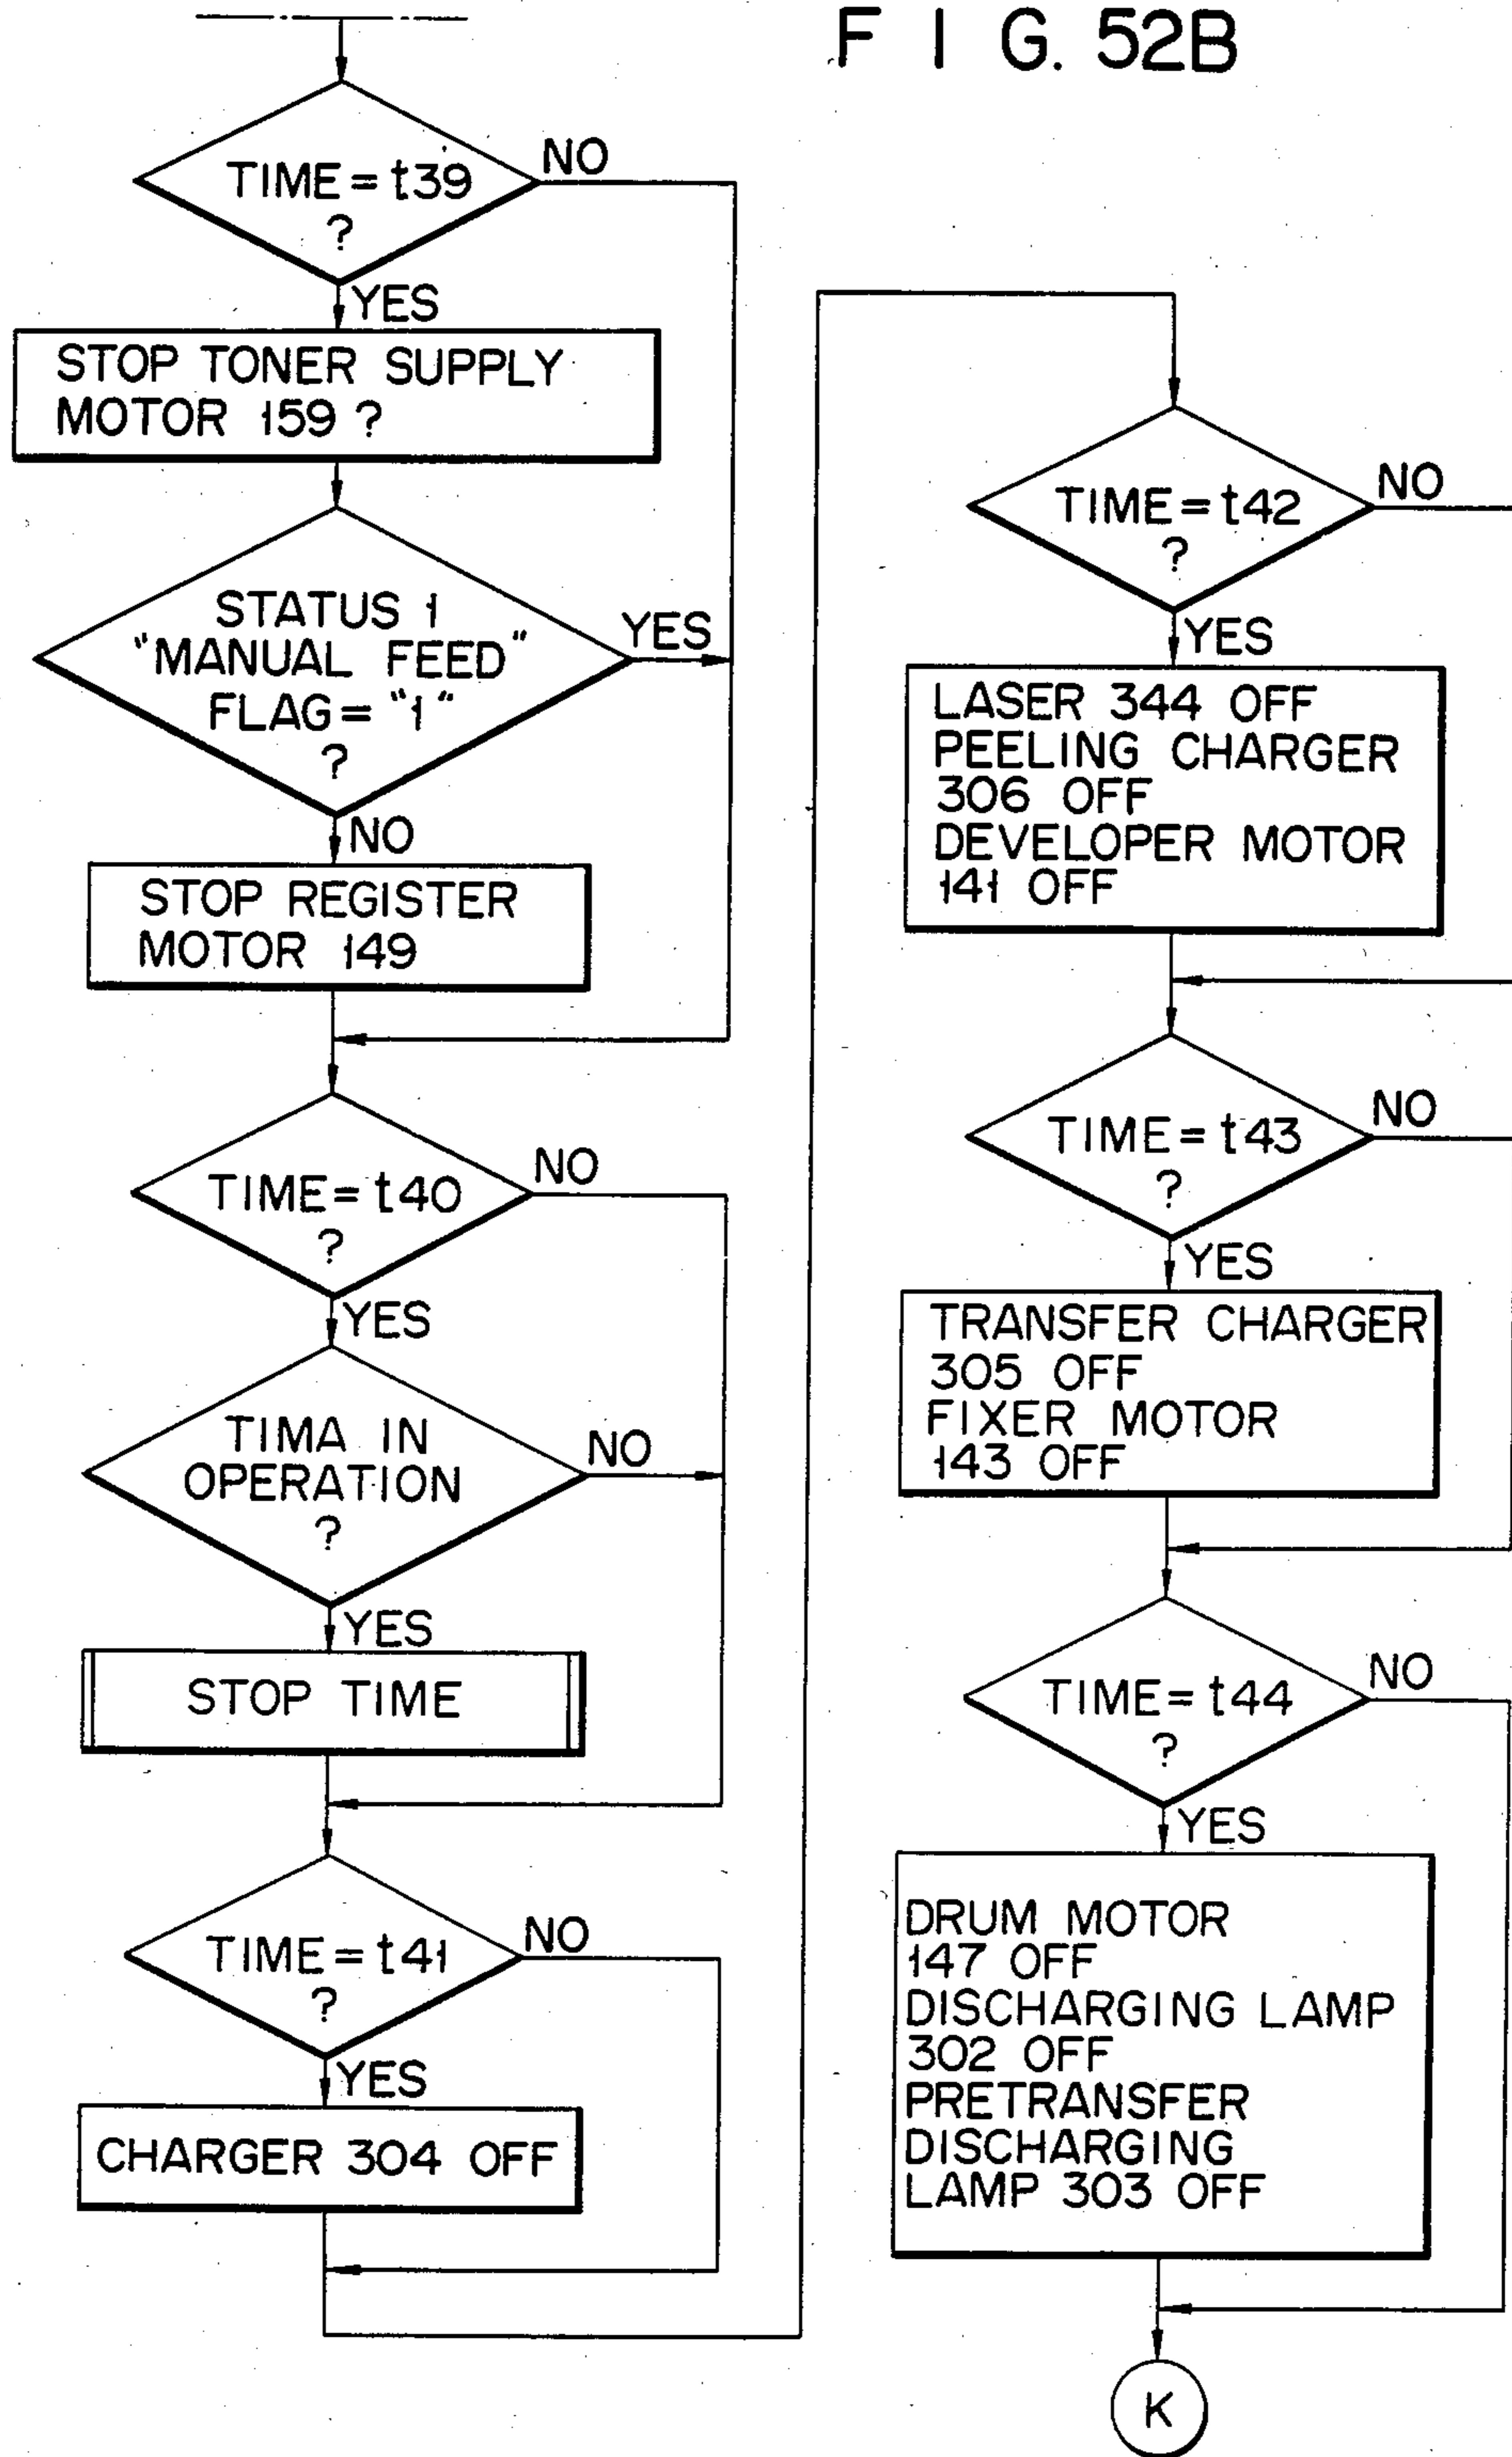 F I G. 52B
TIME = t39
?
NO
YES
STOP TONER SUPPLY
MOTOR 159 ?
STATUS 1
"MANUAL FEED"
FLAG = "1"
?
YES
NO
STOP REGISTER
MOTOR 149
TIME = t40
?
NO
YES
TIMA IN
OPERATION
?
NO
YES
STOP TIME
TIME = t41
?
NO
YES
CHARGER 304 OFF
TIME = t42
?
NO
YES
LASER 344 OFF
PEELING CHARGER
306 OFF
DEVELOPER MOTOR
141 OFF
TIME = t43
?
NO
YES
TRANSFER CHARGER
305 OFF
FIXER MOTOR
143 OFF
TIME = t44
?
NO
YES
DRUM MOTOR
147 OFF
DISCHARGING LAMP
302 OFF
PRETRANSFER
DISCHARGING
LAMP 303 OFF
K